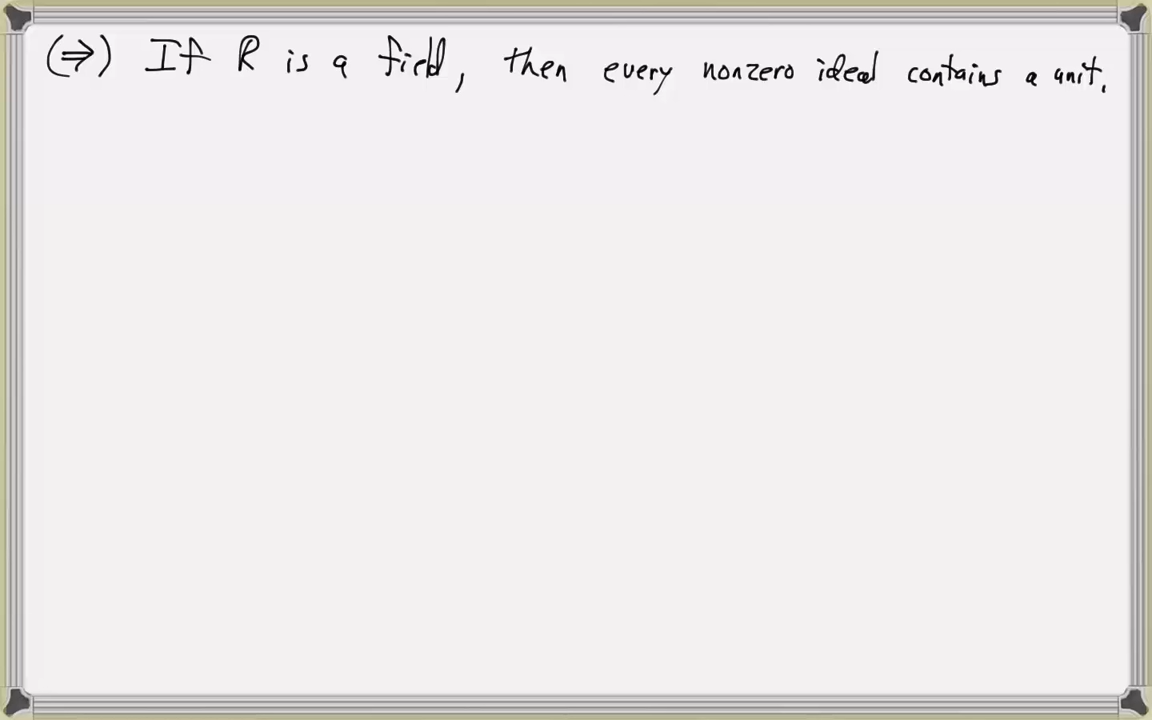 (⇒) If R is a field, then every nonzero ideal contains a unit.